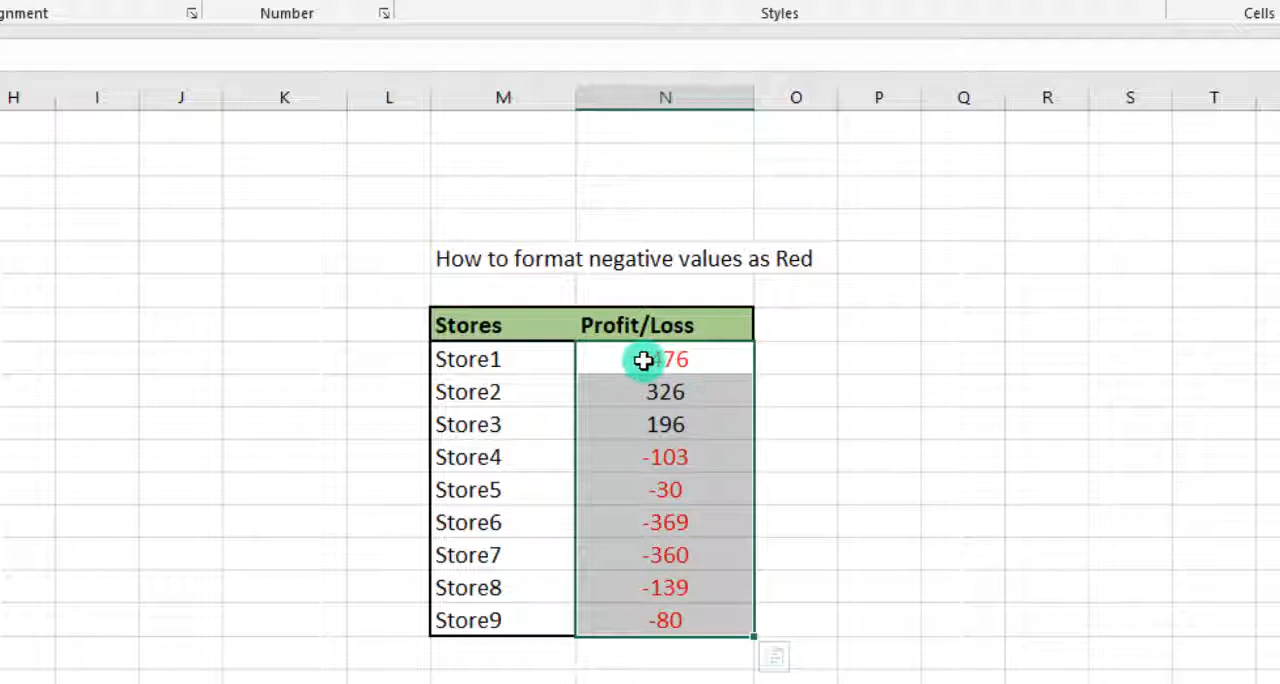 gnment Number Styles Cells
H I J K L M N O P Q R S T
How to format negative values as Red
Stores Profit/Loss
Store1 476
Store2 326
Store3 196
Store4 -103
Store5 -30
Store6 -369
Store7 -360
Store8 -139
Store9 -80